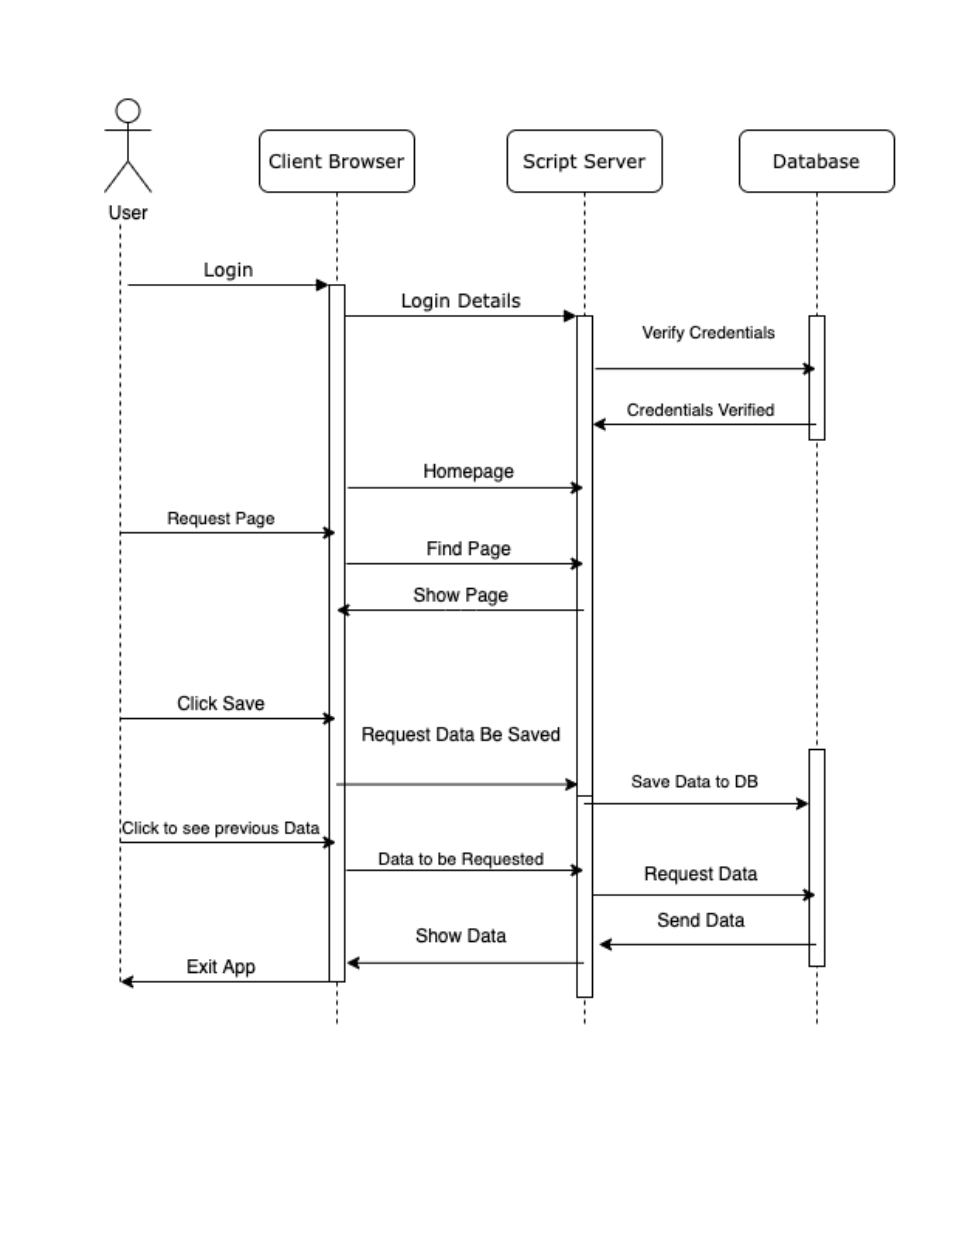 Client Browser
Script Server
Database
User
Login
Login Details
Verify Credentials
Credentials Verified
Homepage
Request Page
Find Page
Show Page
Click Save
Request Data Be Saved
Save Data to DB
Click to see previous Data
Data to be Requested
Request Data
Send Data
Show Data
Exit App